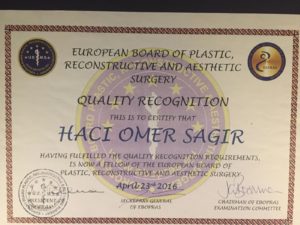 EUROPEAN BOARD OF PLASTIC,
RECONSTRUCTIVE AND AESTHETIC
SURGERY
QUALITY RECOGNITION
THIS IS TO CERTIFY THAT
HACI OMER SAGIR
HAVING FULFILLED THE QUALITY RECOGNITION REQUIREMENTS,
IS NOW A FELLOW OF THE EUROPEAN BOARD OF
PLASTIC, RECONSTRUCTIVE AND AESTHETIC SURGERY
April 23rd 2016
PRESIDENT
SECRETARY GENERAL
OF EBOPRAS
CHAIRMAN OF EBOPRAS
EXAMINATION COMMITTEE